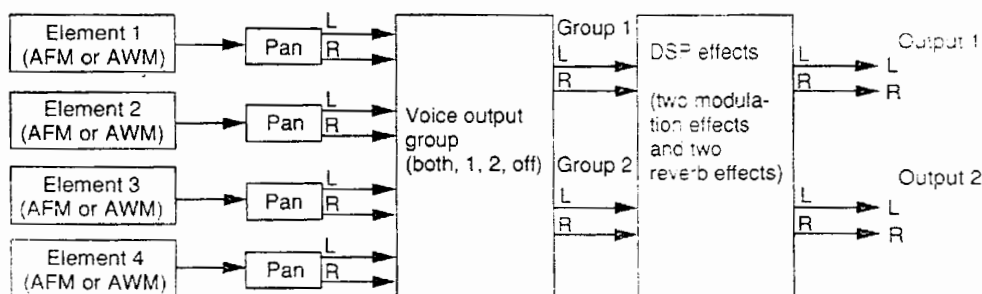 Element 1
(AFM or AWM)
Pan
L
R
Element 2
(AFM or AWM)
Pan
L
R
Element 3
(AFM or AWM)
Pan
L
R
Element 4
(AFM or AWM)
Pan
L
R
Voice output
group
(both, 1, 2, off)
Group 1
L
R
Group 2
L
R
DSP effects
(two modula-
tion effects
and two
reverb effects)
L
R
Output 1
L
R
L
R
Output 2
L
R